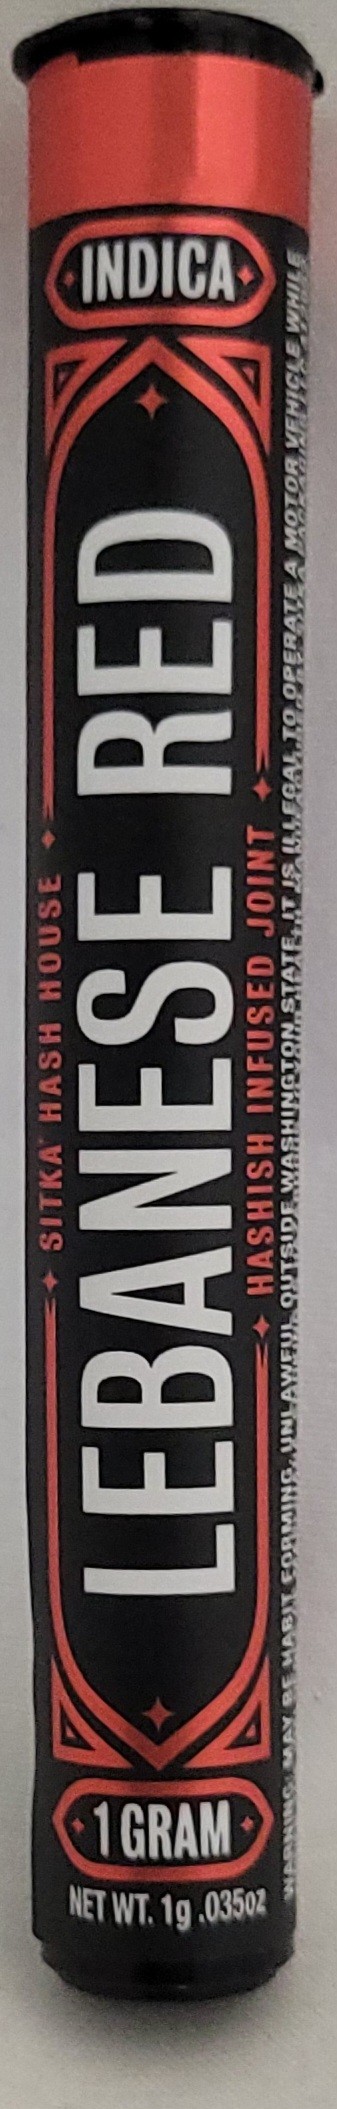 INDICA
SITKA HASH HOUSE
LEBANESE RED
HASHISH INFUSED JOINT
WARNING: MAY BE HABIT FORMING. UNLAWFUL OUTSIDE WASHINGTON STATE. IT IS ILLEGAL TO OPERATE A MOTOR VEHICLE WHILE
1 GRAM
NET WT. 1g .035oz